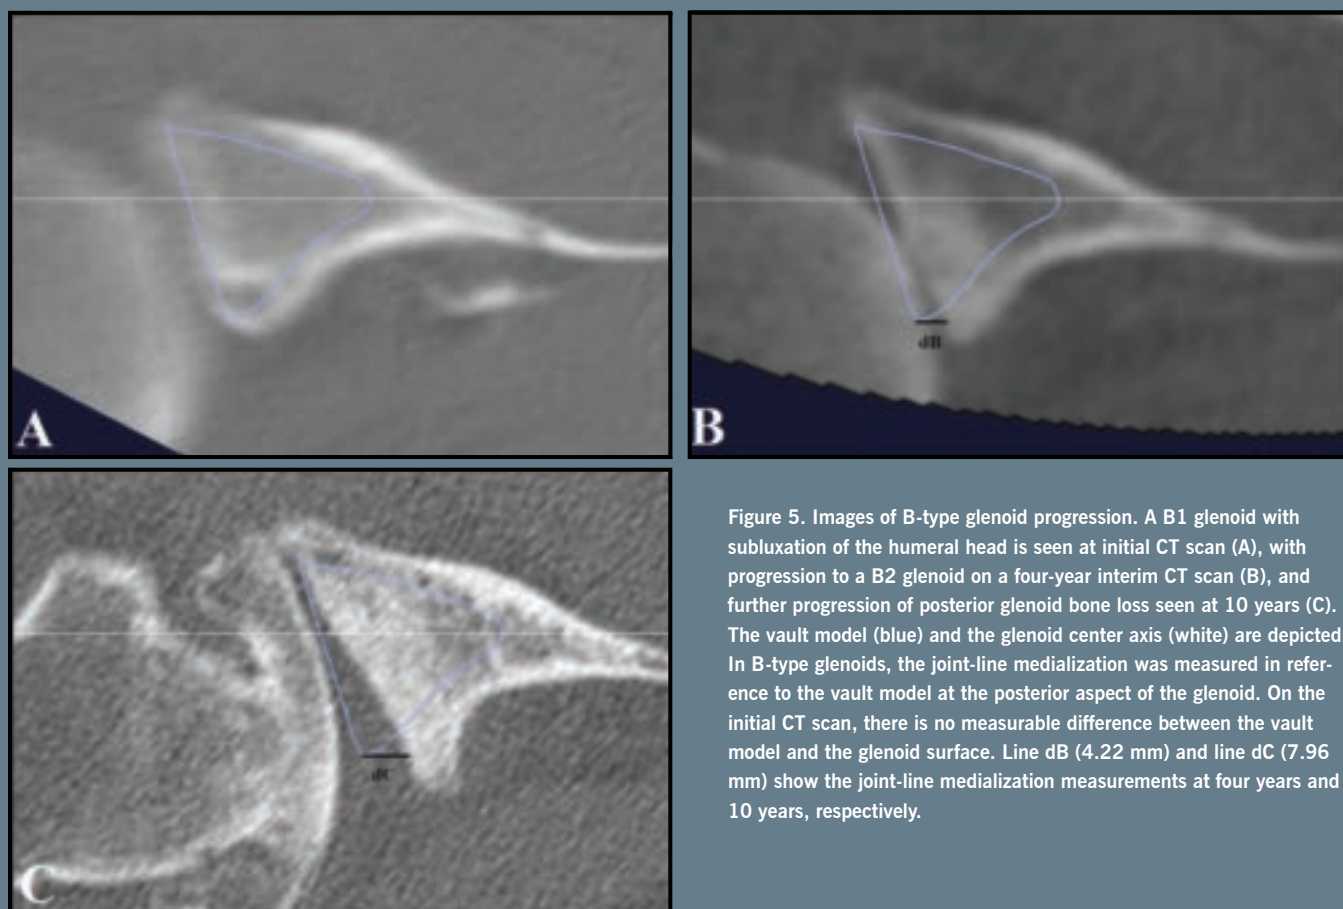 A
B
dB
C
dC
Figure 5. Images of B-type glenoid progression. A B1 glenoid with
subluxation of the humeral head is seen at initial CT scan (A), with
progression to a B2 glenoid on a four-year interim CT scan (B), and
further progression of posterior glenoid bone loss seen at 10 years (C).
The vault model (blue) and the glenoid center axis (white) are depicted
In B-type glenoids, the joint-line medialization was measured in refer-
ence to the vault model at the posterior aspect of the glenoid. On the
initial CT scan, there is no measurable difference between the vault
model and the glenoid surface. Line dB (4.22 mm) and line dC (7.96
mm) show the joint-line medialization measurements at four years and
10 years, respectively.